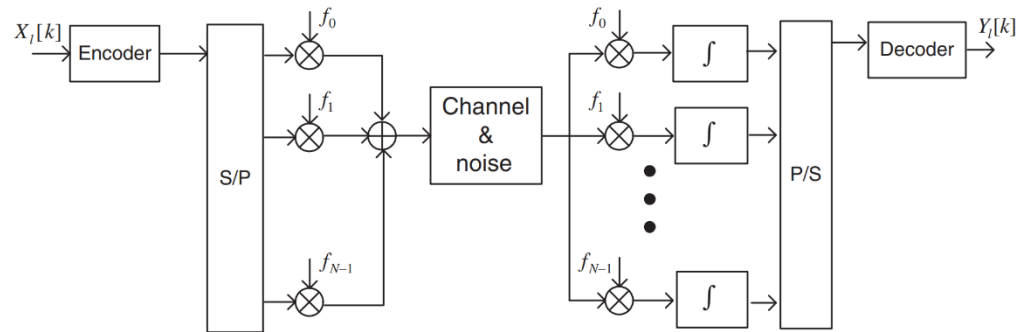 X_l[k]
Encoder
S/P
f_0
f_1
f_{N-1}
Channel
&
noise
f_0
∫
f_1
∫
f_{N-1}
∫
P/S
Decoder
Y_l[k]